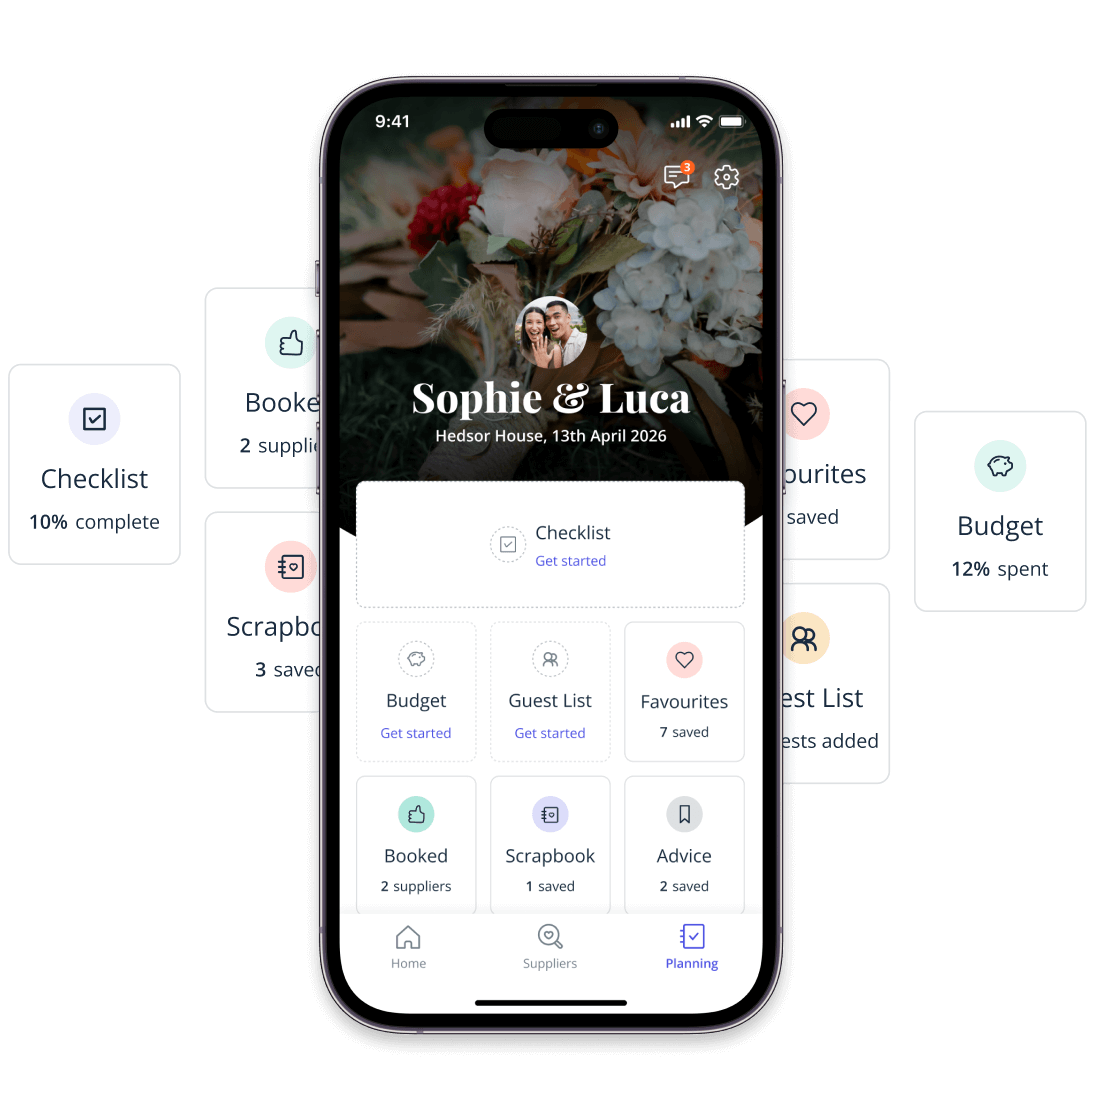 9:41
3
Sophie & Luca
Hedsor House, 13th April 2026
Checklist
Get started
Budget
Get started
Guest List
Get started
Favourites
7 saved
Booked
2 suppliers
Scrapbook
1 saved
Advice
2 saved
Home
Suppliers
Planning
Checklist
10% complete
Booke
2 supplie
Scrapbo
3 saved
ourites
saved
est List
ests added
Budget
12% spent